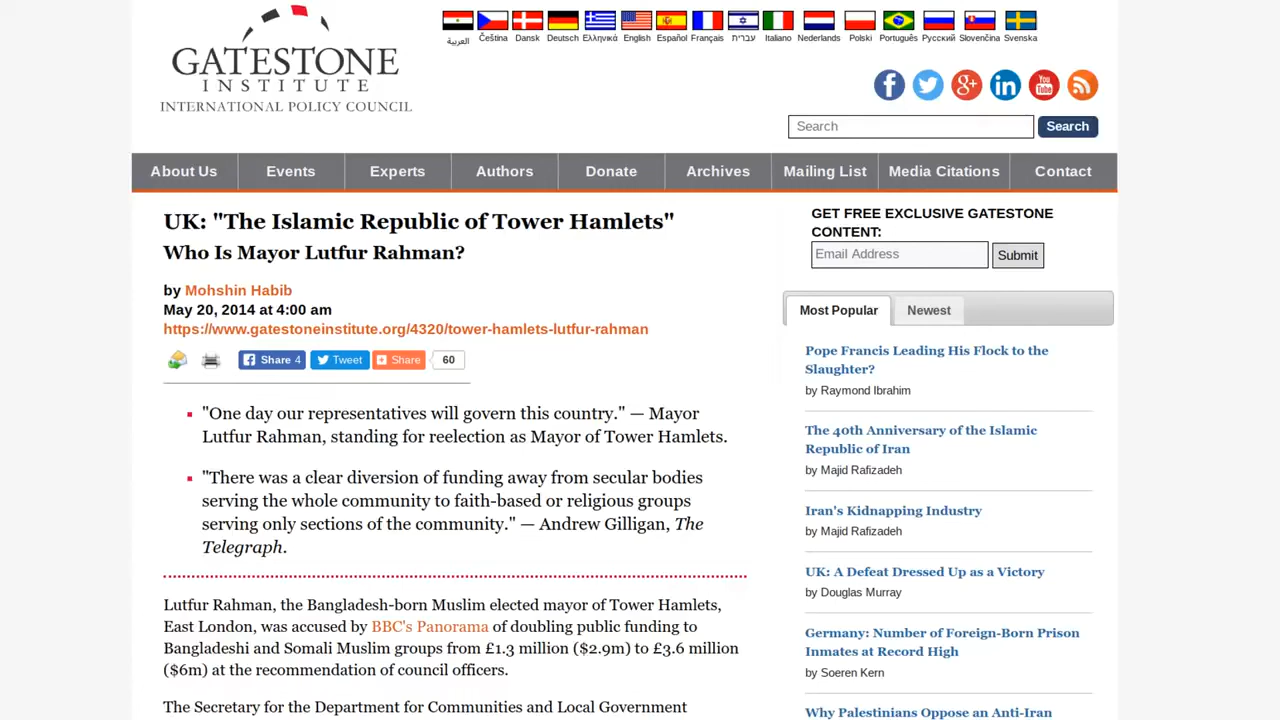 GATESTONE
INSTITUTE
INTERNATIONAL POLICY COUNCIL
العربية Čeština Dansk Deutsch Ελληνικά English Español Français עברית Italiano Nederlands Polski Português Русский Slovenčina Svenska
You
Tube
Search Search
About Us Events Experts Authors Donate Archives Mailing List Media Citations Contact
UK: "The Islamic Republic of Tower Hamlets"
Who Is Mayor Lutfur Rahman?
by Mohshin Habib
May 20, 2014 at 4:00 am
https://www.gatestoneinstitute.org/4320/tower-hamlets-lutfur-rahman
Share 4 Tweet Share 60
"One day our representatives will govern this country." — Mayor
Lutfur Rahman, standing for reelection as Mayor of Tower Hamlets.
"There was a clear diversion of funding away from secular bodies
serving the whole community to faith-based or religious groups
serving only sections of the community." — Andrew Gilligan, The
Telegraph.
Lutfur Rahman, the Bangladesh-born Muslim elected mayor of Tower Hamlets,
East London, was accused by BBC's Panorama of doubling public funding to
Bangladeshi and Somali Muslim groups from £1.3 million ($2.9m) to £3.6 million
($6m) at the recommendation of council officers.
The Secretary for the Department for Communities and Local Government
GET FREE EXCLUSIVE GATESTONE
CONTENT:
Email Address Submit
Most Popular Newest
Pope Francis Leading His Flock to the
Slaughter?
by Raymond Ibrahim
The 40th Anniversary of the Islamic
Republic of Iran
by Majid Rafizadeh
Iran's Kidnapping Industry
by Majid Rafizadeh
UK: A Defeat Dressed Up as a Victory
by Douglas Murray
Germany: Number of Foreign-Born Prison
Inmates at Record High
by Soeren Kern
Why Palestinians Oppose an Anti-Iran